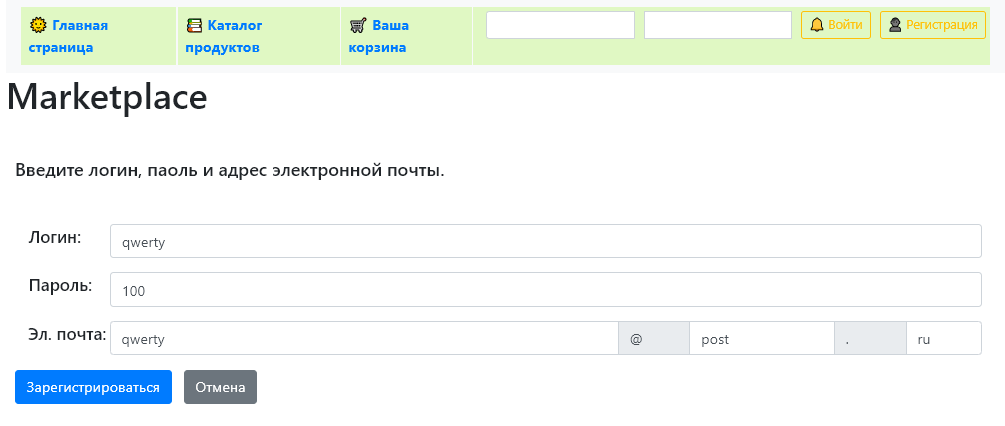 Главная страница
Каталог продуктов
Ваша корзина
Войти
Регистрация
Marketplace
Введите логин, паоль и адрес электронной почты.
Логин: qwerty
Пароль: 100
Эл. почта: qwerty @ post . ru
Зарегистрироваться Отмена